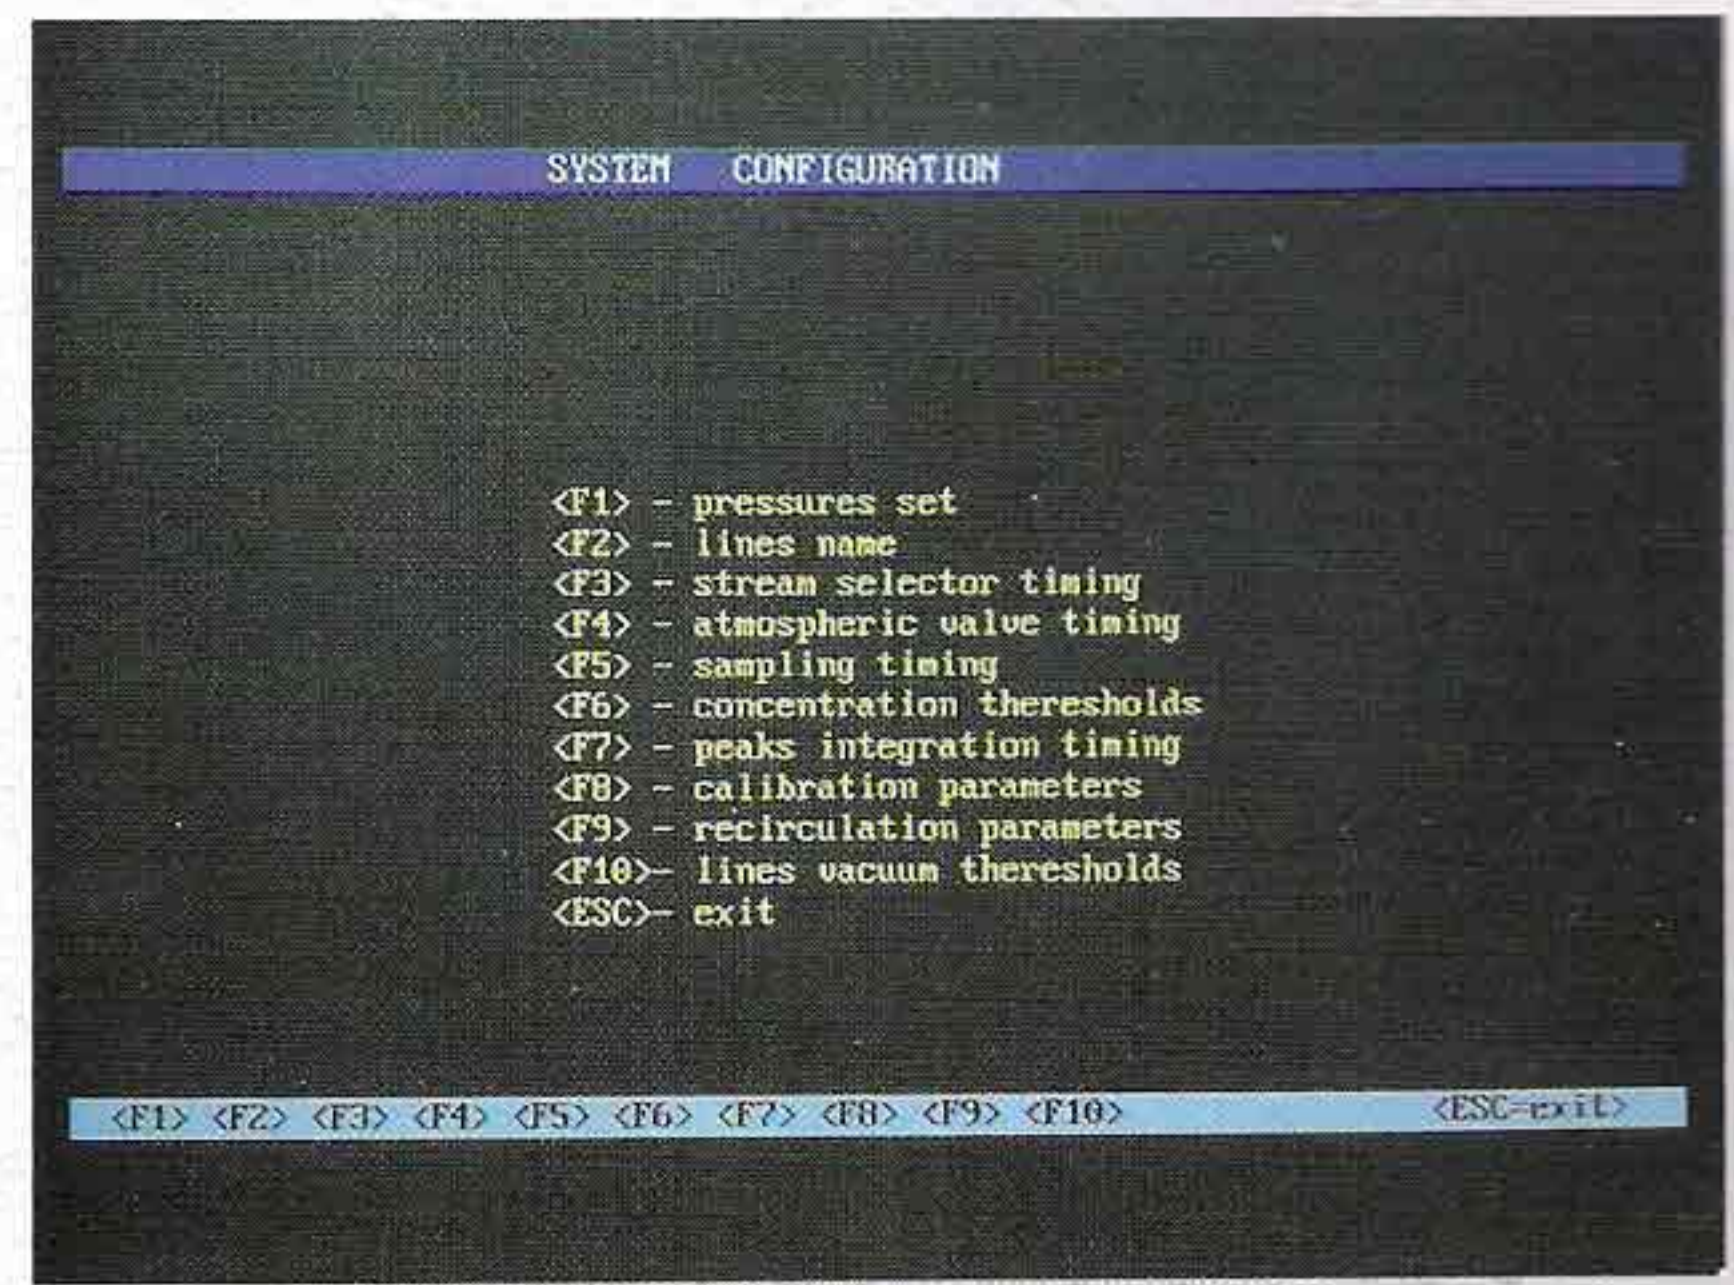 SYSTEM CONFIGURATION
<F1> - pressures set
<F2> - lines name
<F3> - stream selector timing
<F4> - atmospheric valve timing
<F5> - sampling timing
<F6> - concentration theresholds
<F7> - peaks integration timing
<F8> - calibration parameters
<F9> - recirculation parameters
<F10>- lines vacuum theresholds
<ESC>- exit
<F1> <F2> <F3> <F4> <F5> <F6> <F7> <F8> <F9> <F10> <ESC-exit>